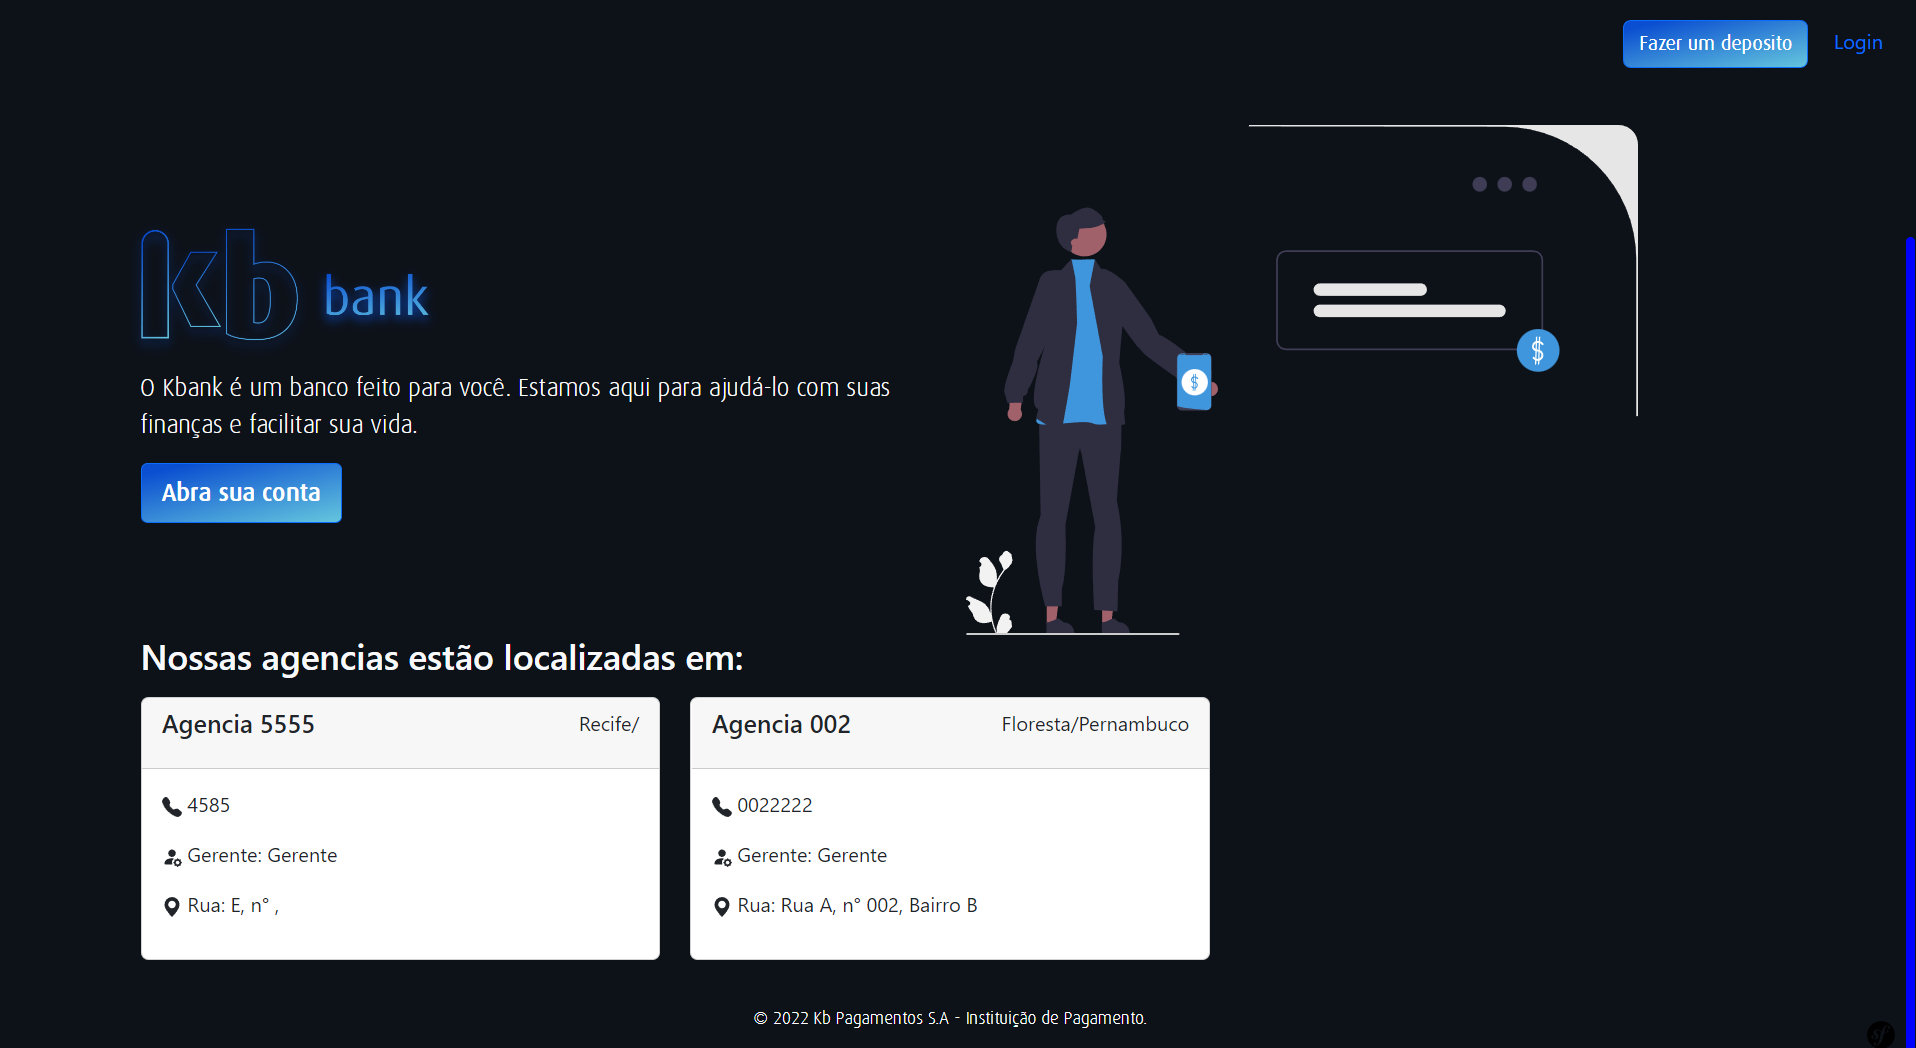 Fazer um deposito
Login
Kb bank
O Kbank é um banco feito para você. Estamos aqui para ajudá-lo com suas
finanças e facilitar sua vida.
Abra sua conta
$
$
Nossas agencias estão localizadas em:
Agencia 5555
Recife/
4585
Gerente: Gerente
Rua: E, n° ,
Agencia 002
Floresta/Pernambuco
0022222
Gerente: Gerente
Rua: Rua A, n° 002, Bairro B
© 2022 Kb Pagamentos S.A - Instituição de Pagamento.
sf